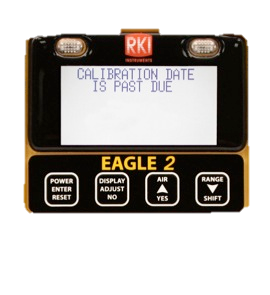 RKI
INSTRUMENTS
CALIBRATION DATE
IS PAST DUE
EAGLE 2
POWER
ENTER
RESET
DISPLAY
ADJUST
NO
AIR
▲
YES
RANGE
▼
SHIFT